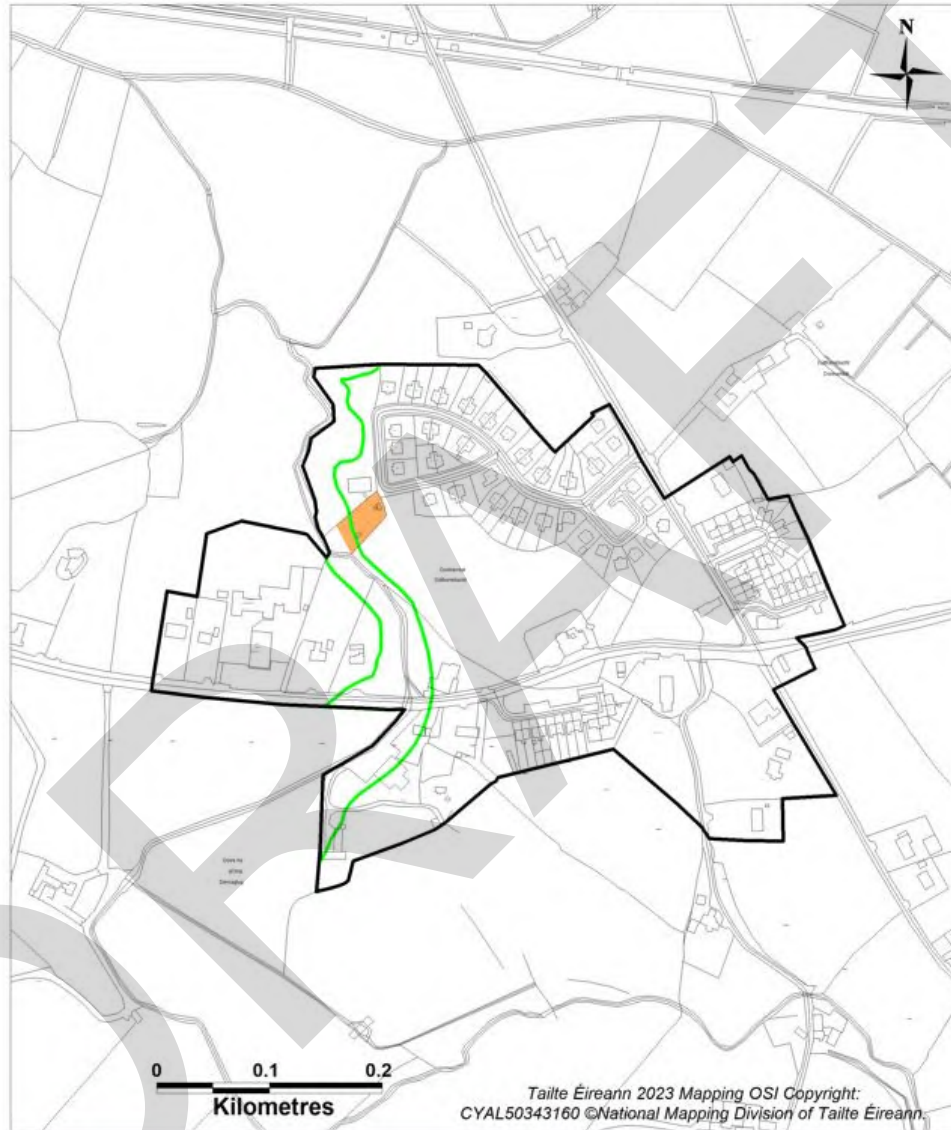 N
DRAFT
0 0.1 0.2
Kilometres
Tailte Éireann 2023 Mapping OSI Copyright:
CYAL50343160 ©National Mapping Division of Tailte Éireann.